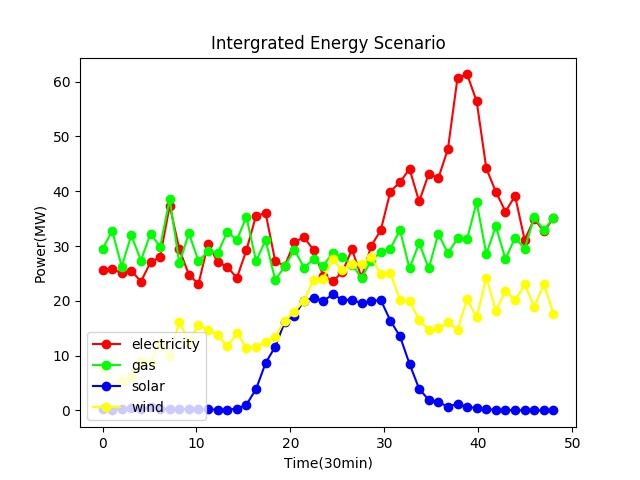 Intergrated Energy Scenario
Power(MW)
60
50
40
30
20
10
0
electricity
gas
solar
wind
0 10 20 30 40 50
Time(30min)